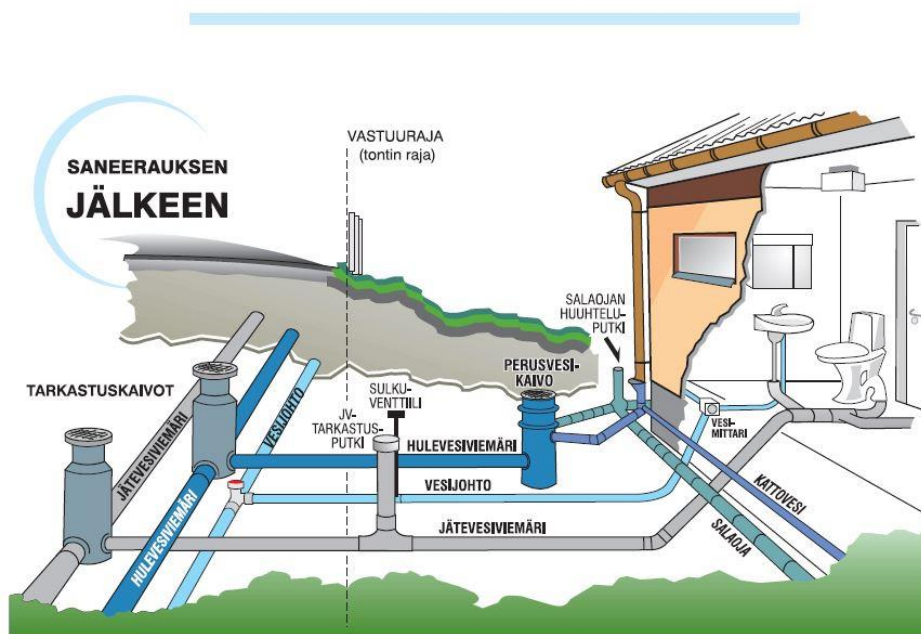 SANEERAUKSEN
JÄLKEEN
VASTUURAJA
(tontin raja)
SALAOJAN
HUUHTELU-
PUTKI
PERUSVESI-
KAIVO
TARKASTUSKAIVOT
SULKU-
VENTTIILI
JV-
TARKASTUS-
PUTKI
JÄTEVESIVIEMÄRI
VESIJOHTO
HULEVESIVIEMÄRI
HULEVESIVIEMÄRI
VESIJOHTO
JÄTEVESIVIEMÄRI
VESI-
MITTARI
KATTOVESI
SALAOJA